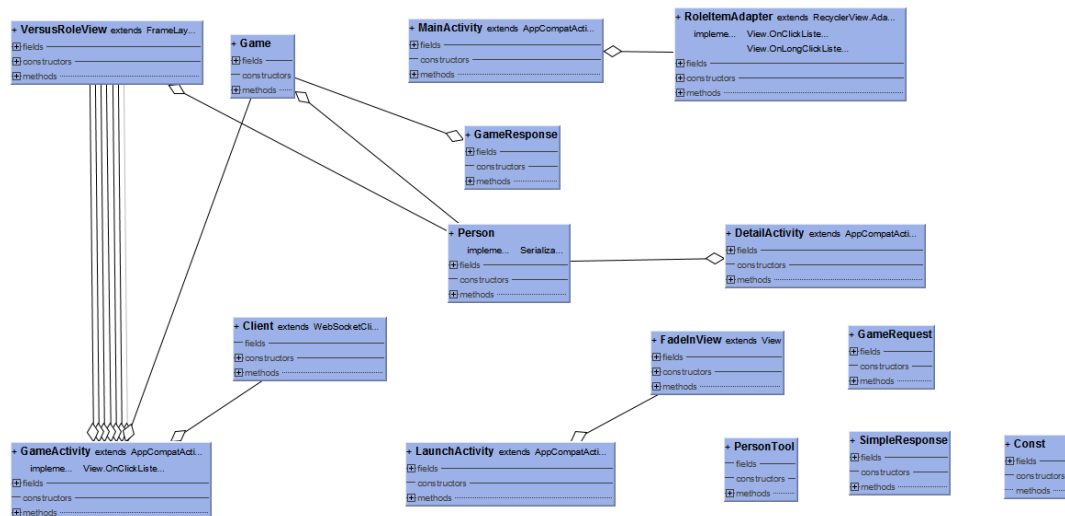 + VersusRoleView extends FrameLay...
fields
constructors
methods
+ Game
fields
constructors
methods
+ MainActivity extends AppCompatActi...
fields
constructors
methods
+ RoleItemAdapter extends RecyclerView.Ada...
impleme... View.OnClickListe...
View.OnLongClickListe...
fields
constructors
methods
+ GameResponse
fields
constructors
methods
+ Person
impleme... Serializa...
fields
constructors
methods
+ DetailActivity extends AppCompatActi...
fields
constructors
methods
+ Client extends WebSocketCli...
fields
constructors
methods
+ FadeInView extends View
fields
constructors
methods
+ GameRequest
fields
constructors
methods
+ GameActivity extends AppCompatActi...
impleme... View.OnClickListe...
fields
constructors
methods
+ LaunchActivity extends AppCompatActi...
fields
constructors
methods
+ PersonTool
fields
constructors
methods
+ SimpleResponse
fields
constructors
methods
+ Const
fields
constructors
methods